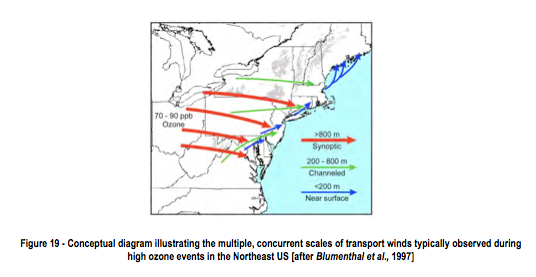 70 - 90 ppb
Ozone
>800 m
Synoptic
200 - 800 m
Channeled
<200 m
Near surface
Figure 19 - Conceptual diagram illustrating the multiple, concurrent scales of transport winds typically observed during
high ozone events in the Northeast US [after Blumenthal et al., 1997]